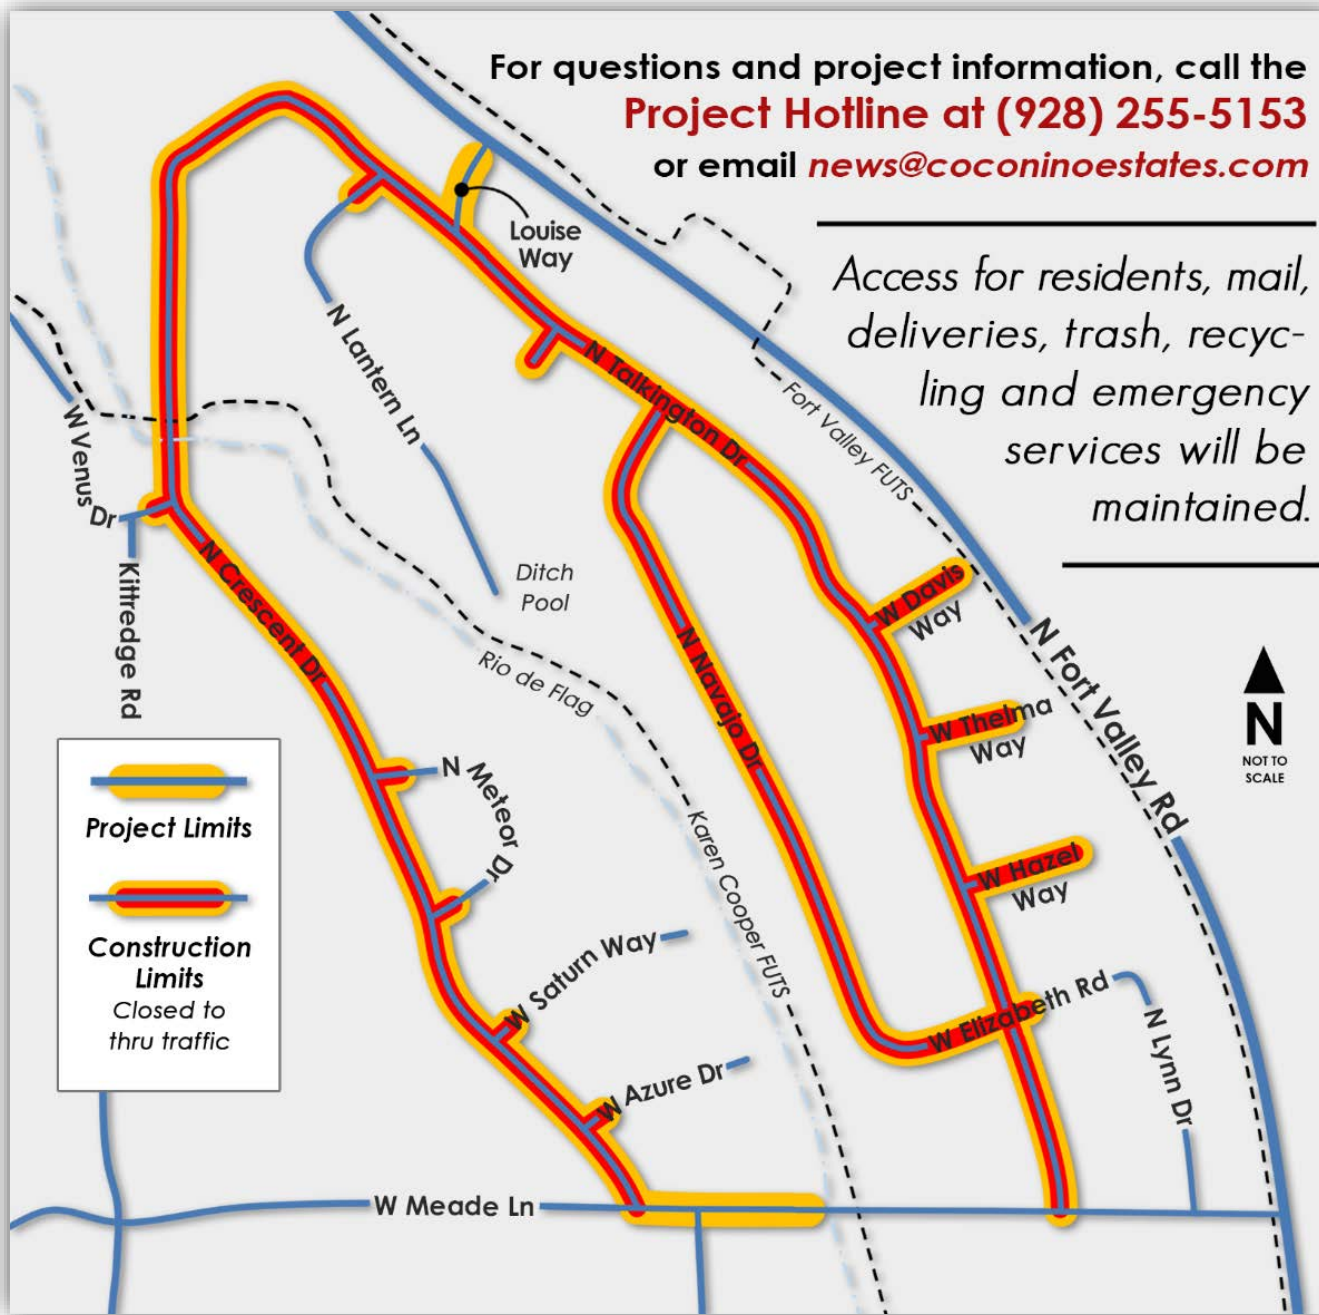 For questions and project information, call the
Project Hotline at (928) 255-5153
or email news@coconinoestates.com
Access for residents, mail,
deliveries, trash, recyc-
ling and emergency
services will be
maintained.
Louise
Way
N Lantern Ln
N Talkington Dr
Fort Valley FUTS
W Venus
Dr
Kittredge Rd
N Crescent Dr
Ditch
Pool
Rio de Flag
N Navajo Dr
W Davis
Way
W Thelma
Way
W Hazel
Way
N Fort Valley Rd
N
NOT TO
SCALE
N Meteor Dr
Karen Cooper FUTS
W Saturn Way
W Azure Dr
W Elizabeth Rd
N Lynn Dr
W Meade Ln
Project Limits
Construction
Limits
Closed to
thru traffic